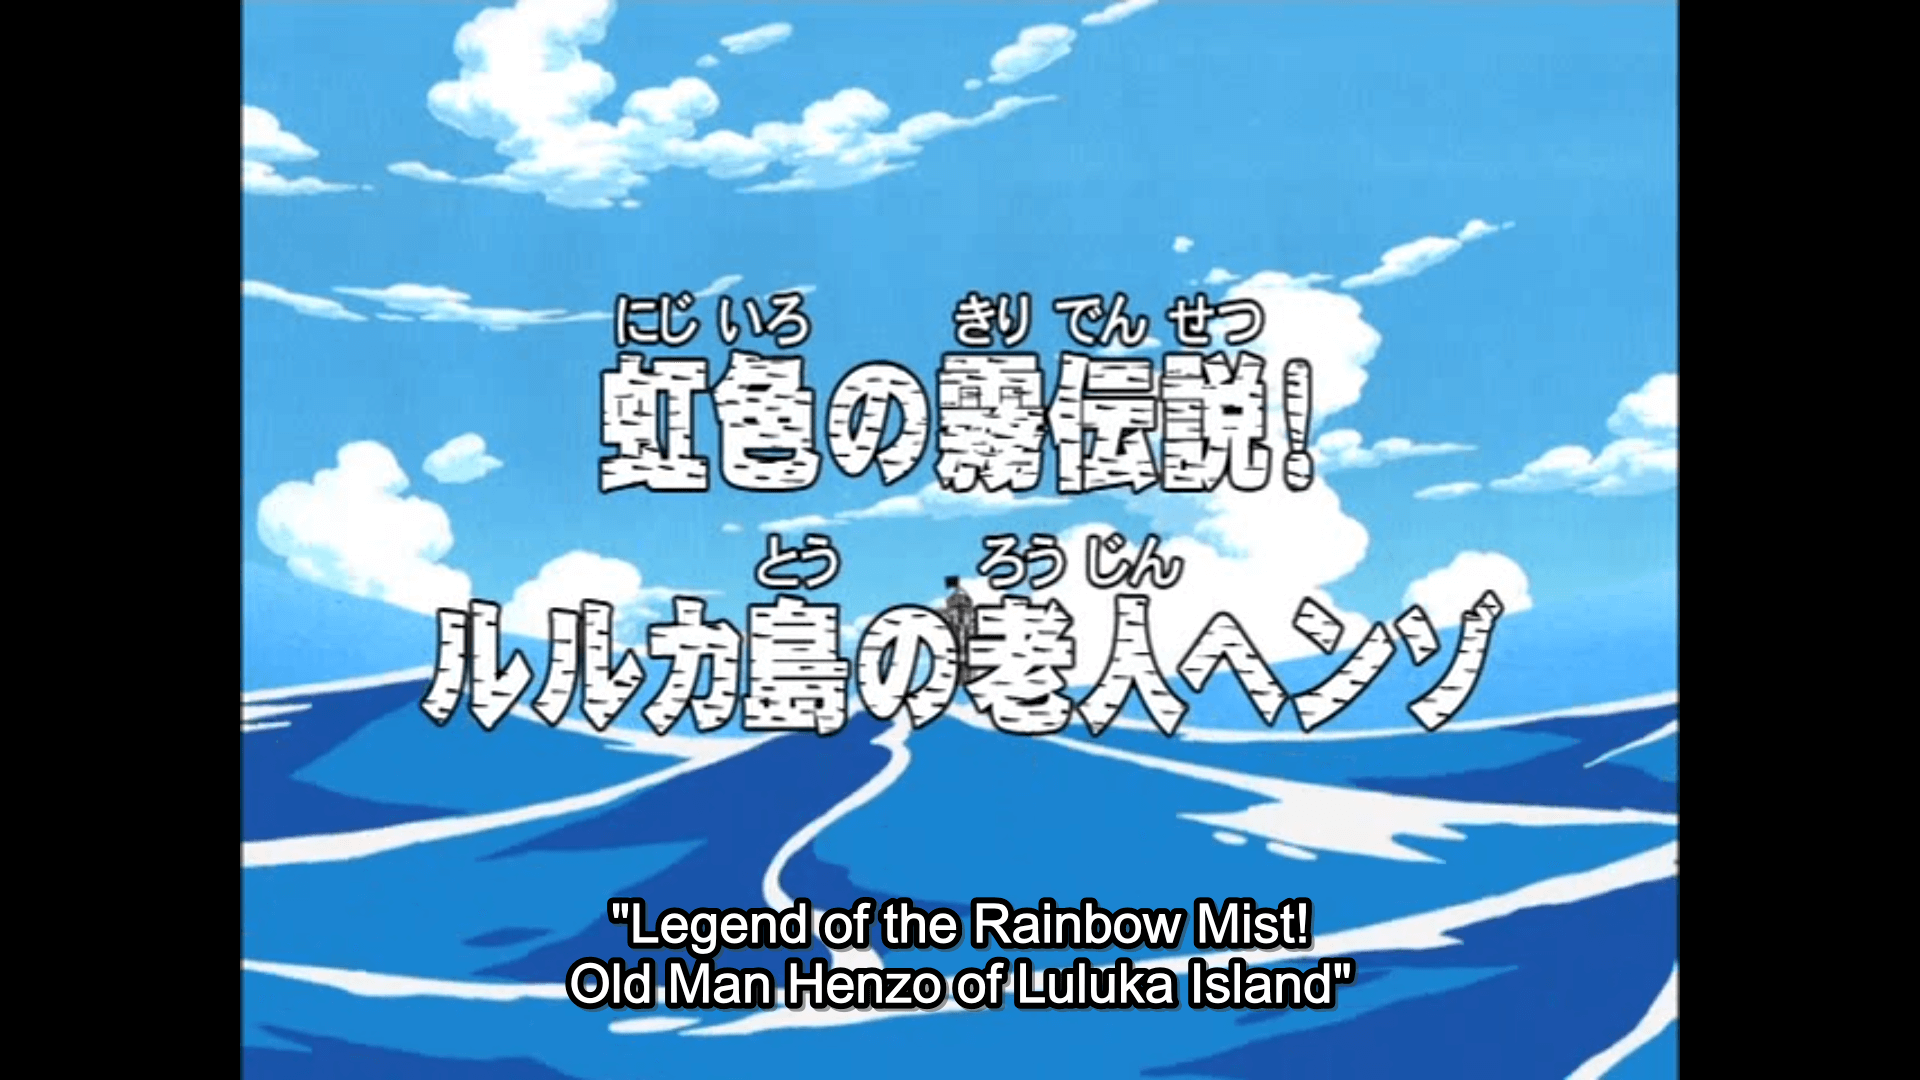 にじ いろ きり でん せつ
虹色の霧伝説!
とう ろう じん
ルルカ島の老人ヘンゾ
"Legend of the Rainbow Mist!
Old Man Henzo of Luluka Island"